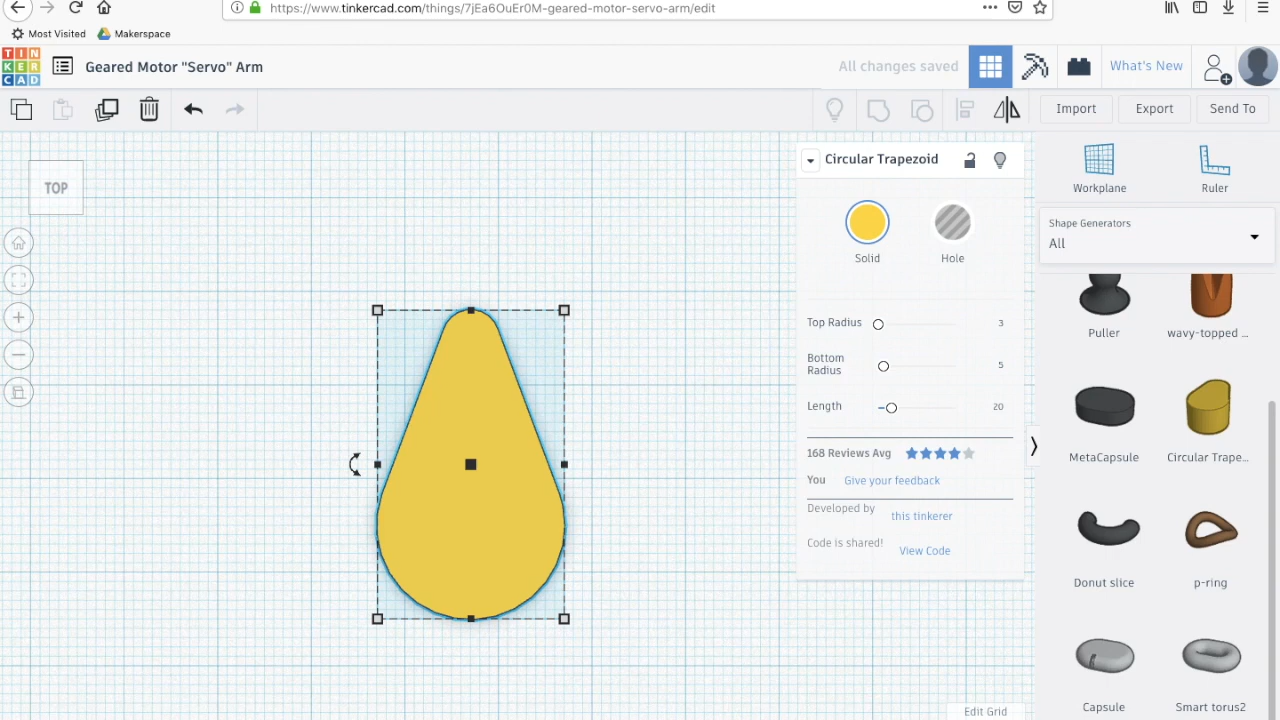 https://www.tinkercad.com/things/7jEa6OuEr0M-geared-motor-servo-arm/edit
Most Visited
Makerspace
TIN
KER
CAD
Geared Motor "Servo" Arm
All changes saved
What's New
Import
Export
Send To
TOP
Circular Trapezoid
Solid
Hole
Top Radius
3
Bottom
Radius
5
Length
20
168 Reviews Avg
You
Give your feedback
Developed by
this tinkerer
Code is shared!
View Code
Workplane
Ruler
Shape Generators
All
Puller
wavy-topped ...
MetaCapsule
Circular Trape...
Donut slice
p-ring
Capsule
Smart torus2
Edit Grid